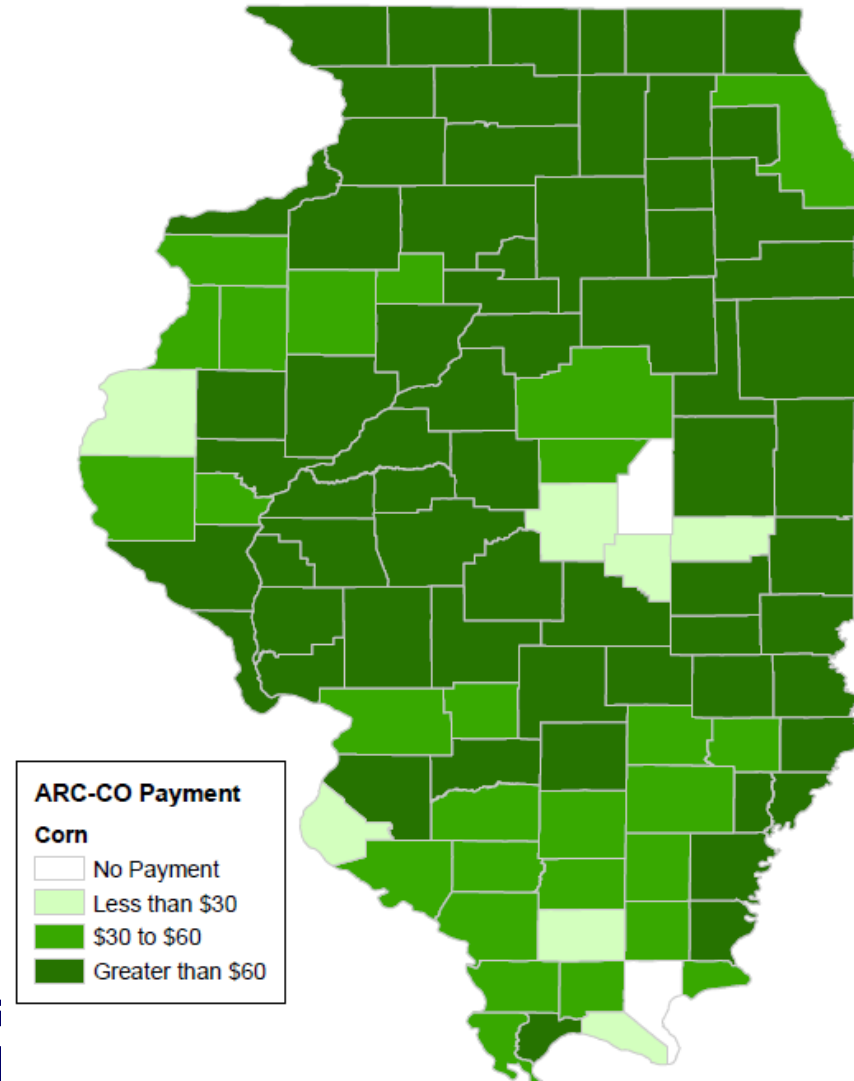 ARC-CO Payment
Corn
No Payment
Less than $30
$30 to $60
Greater than $60